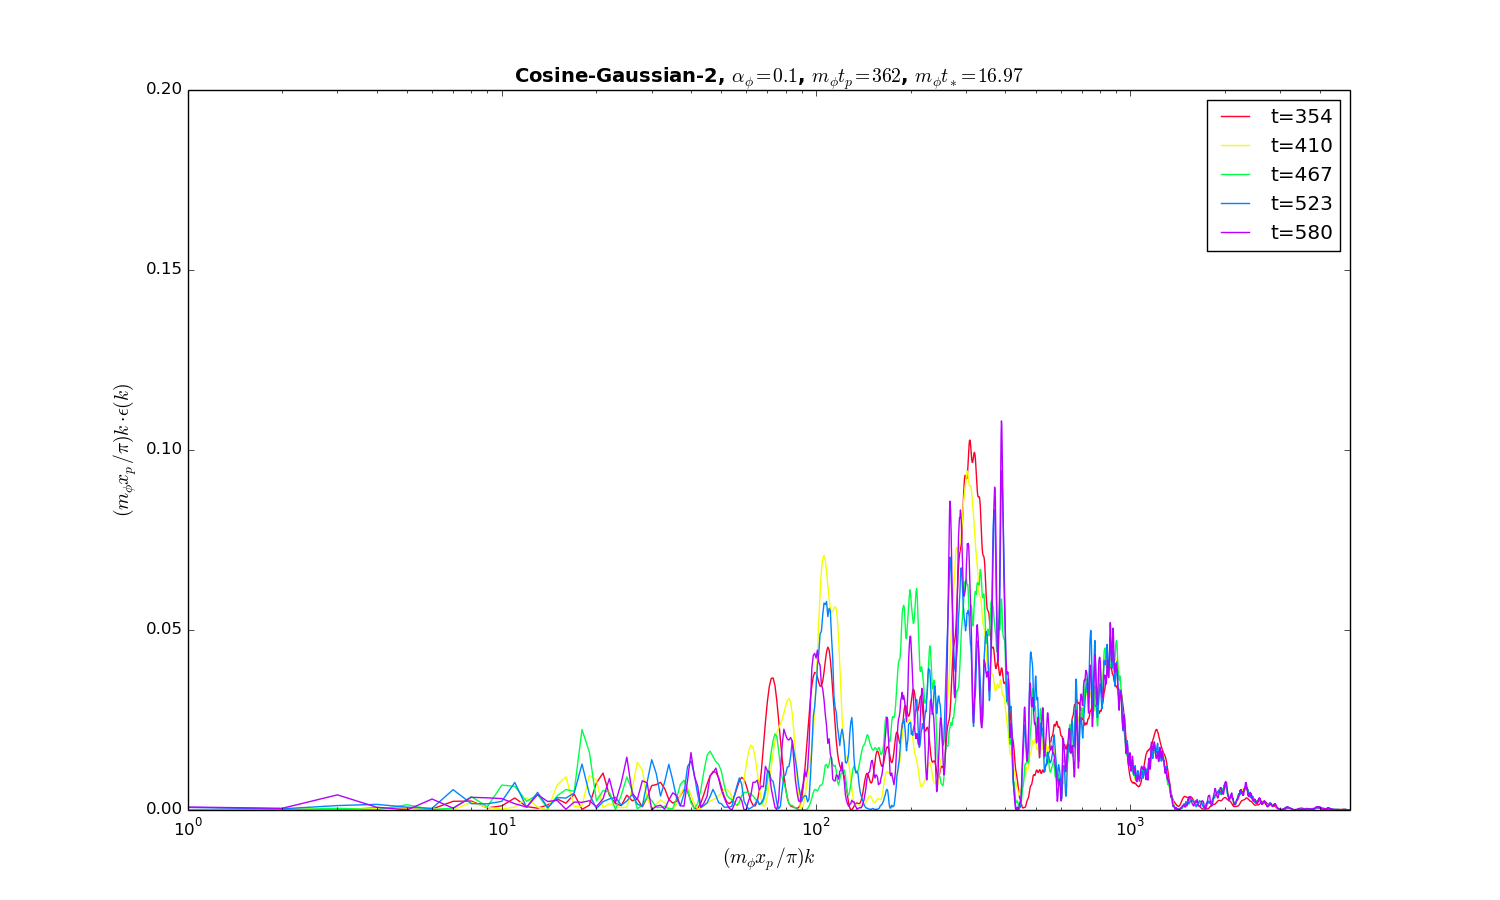 Cosine-Gaussian-2, α_ϕ=0.1, m_ϕt_p=362, m_ϕt_*=16.97
0.20
t=354
t=410
t=467
t=523
t=580
0.15
(m_ϕx_p/π)k·ϵ(k)
0.10
0.05
0.00
10^0 10^1 10^2 10^3
(m_ϕx_p/π)k